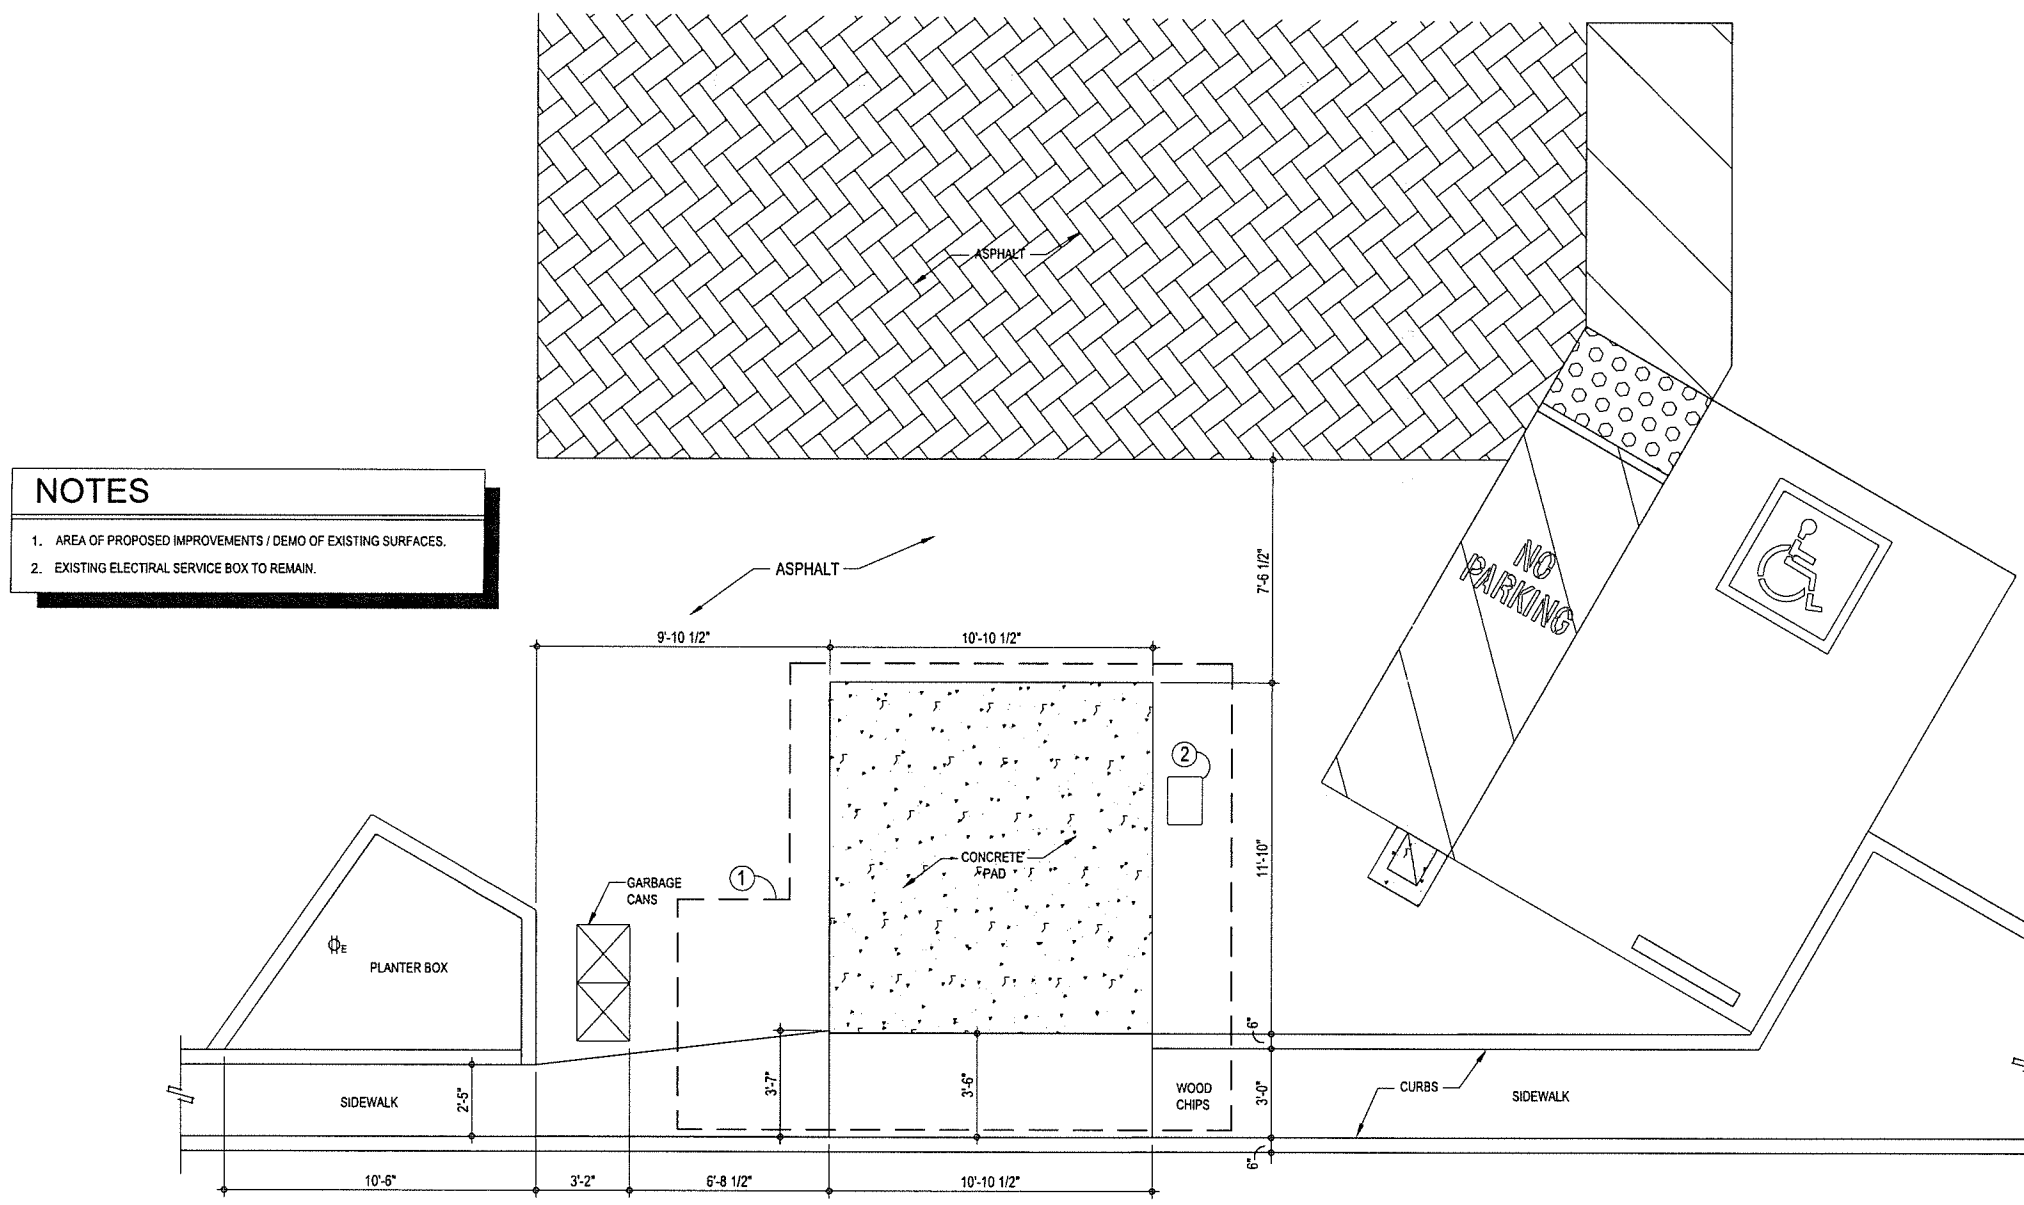 ASPHALT
NOTES
1. AREA OF PROPOSED IMPROVEMENTS / DEMO OF EXISTING SURFACES.
2. EXISTING ELECTIRAL SERVICE BOX TO REMAIN.
ASPHALT
7'-6 1/2"
NO
PARKING
9'-10 1/2"
10'-10 1/2"
2
11'-10"
CONCRETE
PAD
1
GARBAGE
CANS
E
PLANTER BOX
6"
SIDEWALK
2'-5"
3'-7"
3'-6"
WOOD
CHIPS
3'-0"
CURBS
SIDEWALK
6"
10'-6"
3'-2"
6'-8 1/2"
10'-10 1/2"